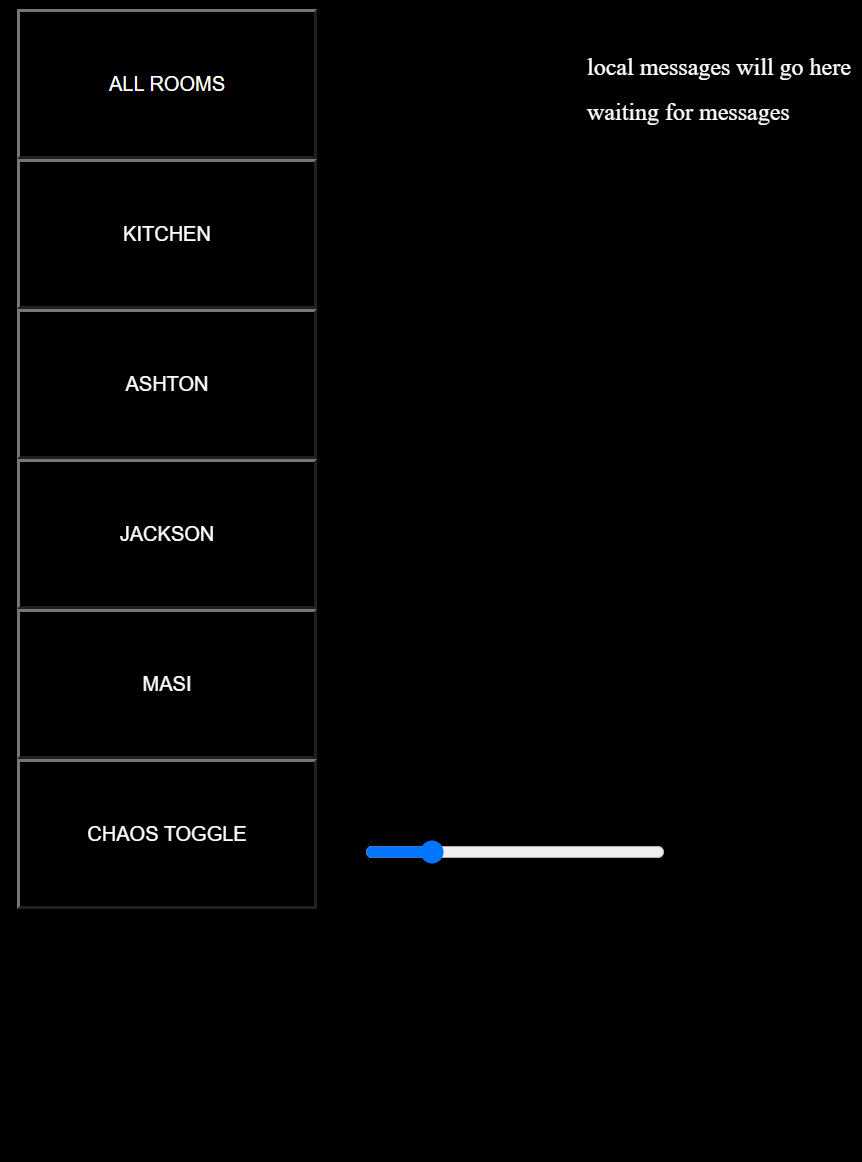 ALL ROOMS
local messages will go here
waiting for messages
KITCHEN
ASHTON
JACKSON
MASI
CHAOS TOGGLE